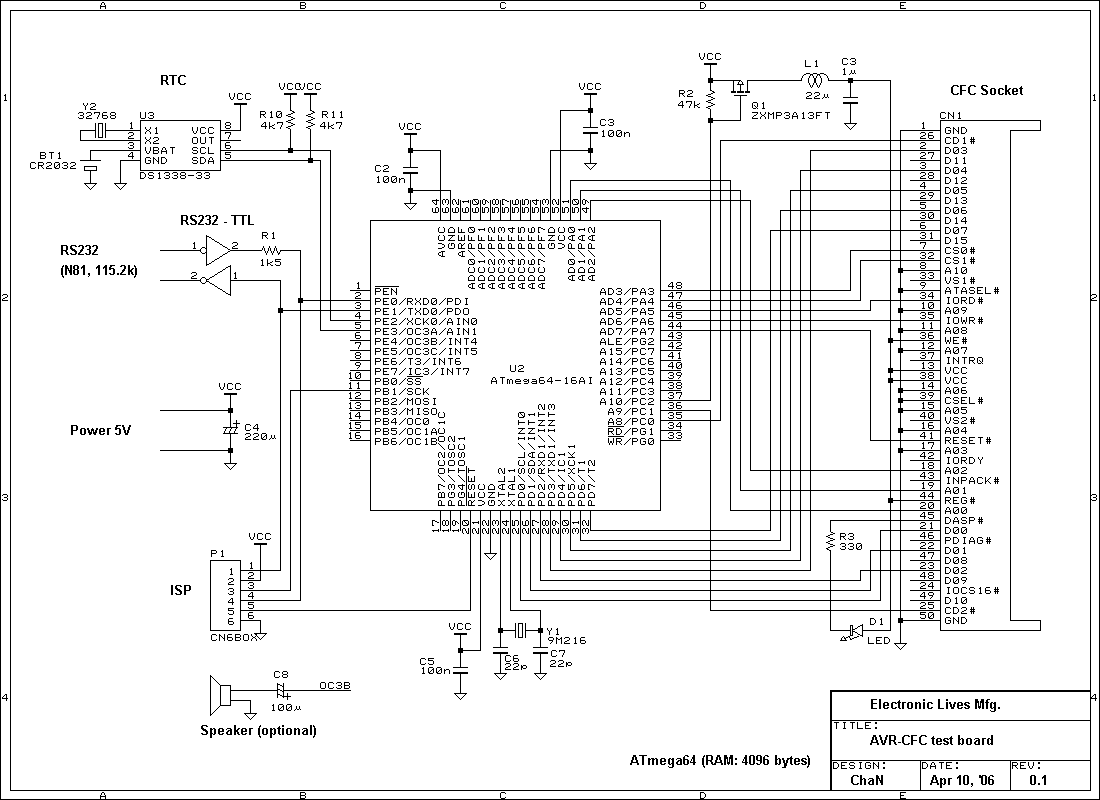 A B C D E
1
2
3
4
RTC
Y2
32768
BT1
CR2032
U3
1 X1
2 X2
3 VBAT
4 GND
VCC 8
OUT 7
SCL 6
SDA 5
DS1338-33
VCC
VCC
VCC
R10
4k7
R11
4k7
VCC
C2
100n
VCC
C3
100n
VCC
R2
47k
Q1
ZXMP3A13FT
L1
22μ
C3
1μ
CFC Socket
CN1
1 GND
26 CD1#
2 D03
27 D11
3 D04
28 D12
4 D05
29 D13
5 D06
30 D14
6 D07
31 D15
7 CS0#
32 CS1#
8 A10
33 VS1#
9 ATASEL#
34 IORD#
10 A09
35 IOWR#
11 A08
36 WE#
12 A07
37 INTRQ
13 VCC
38 VCC
14 A06
39 CSEL#
15 A05
40 VS2#
16 A04
41 RESET#
17 A03
42 IORDY
18 A02
43 INPACK#
19 A01
44 REG#
20 A00
45 DASP#
21 D00
46 PDIAG#
22 D01
47 D08
23 D02
48 D09
24 IOCS16#
49 D10
25 CD2#
50 GND
RS232 - TTL
RS232
(N81, 115.2k)
1 2
R1
1k5
2 1
64 AVCC
63 GND
62 AREF
61 ADC0/PF0
60 ADC1/PF1
59 ADC2/PF2
58 ADC3/PF3
57 ADC4/PF4
56 ADC5/PF5
55 ADC6/PF6
54 ADC7/PF7
53 GND
52 VCC
51 AD0/PA0
50 AD1/PA1
49 AD2/PA2
1 PEN
2 PE0/RXD0/PDI
3 PE1/TXD0/PDO
4 PE2/XCK0/AIN0
5 PE3/OC3A/AIN1
6 PE4/OC3B/INT4
7 PE5/OC3C/INT5
8 PE6/T3/INT6
9 PE7/IC3/INT7
10 PB0/SS
11 PB1/SCK
12 PB2/MOSI
13 PB3/MISO
14 PB4/OC0
15 PB5/OC1A
16 PB6/OC1B
U2
ATmega64-16AI
AD3/PA3 48
AD4/PA4 47
AD5/PA5 46
AD6/PA6 45
AD7/PA7 44
ALE/PG2 43
A15/PC7 42
A14/PC6 41
A13/PC5 40
A12/PC4 39
A11/PC3 38
A10/PC2 37
A9/PC1 36
A8/PC0 35
RD/PG1 34
WR/PG0 33
17 PB7/OC2/OC1C
18 PG3/TOSC2
19 PG4/TOSC1
20 RESET
21 VCC
22 GND
23 XTAL2
24 XTAL1
25 PD0/SCL/INT0
26 PD1/SDA/INT1
27 PD2/RXD1/INT2
28 PD3/TXD1/INT3
29 PD4/IC1
30 PD5/XCK1
31 PD6/T1
32 PD7/T2
Power 5V
VCC
C4
220μ
ISP
P1
VCC
1 1
2 2
3 3
4 4
5 5
6 6
CN6BOX
VCC
C5
100n
C6
22p
Y1
9M216
C7
22p
R3
330
D1
LED
C8
100μ
OC3B
Speaker (optional)
ATmega64 (RAM: 4096 bytes)
Electronic Lives Mfg.
TITLE:
AVR-CFC test board
DESIGN:
ChaN
DATE:
Apr 10, '06
REV:
0.1
A B C D E
1
2
3
4